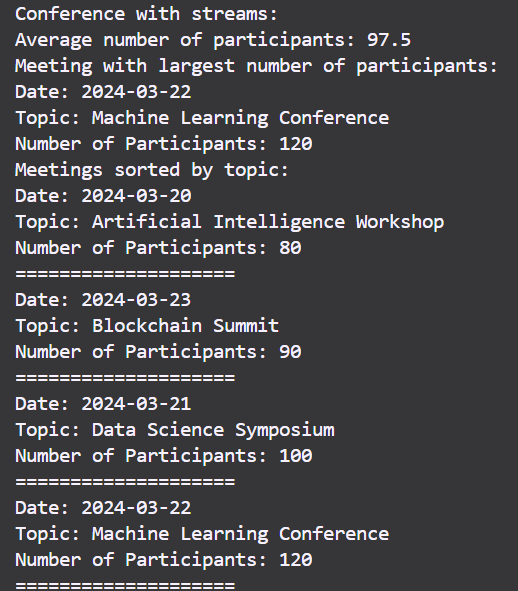 Conference with streams:
Average number of participants: 97.5
Meeting with largest number of participants:
Date: 2024-03-22
Topic: Machine Learning Conference
Number of Participants: 120
Meetings sorted by topic:
Date: 2024-03-20
Topic: Artificial Intelligence Workshop
Number of Participants: 80
====================
Date: 2024-03-23
Topic: Blockchain Summit
Number of Participants: 90
====================
Date: 2024-03-21
Topic: Data Science Symposium
Number of Participants: 100
====================
Date: 2024-03-22
Topic: Machine Learning Conference
Number of Participants: 120
====================